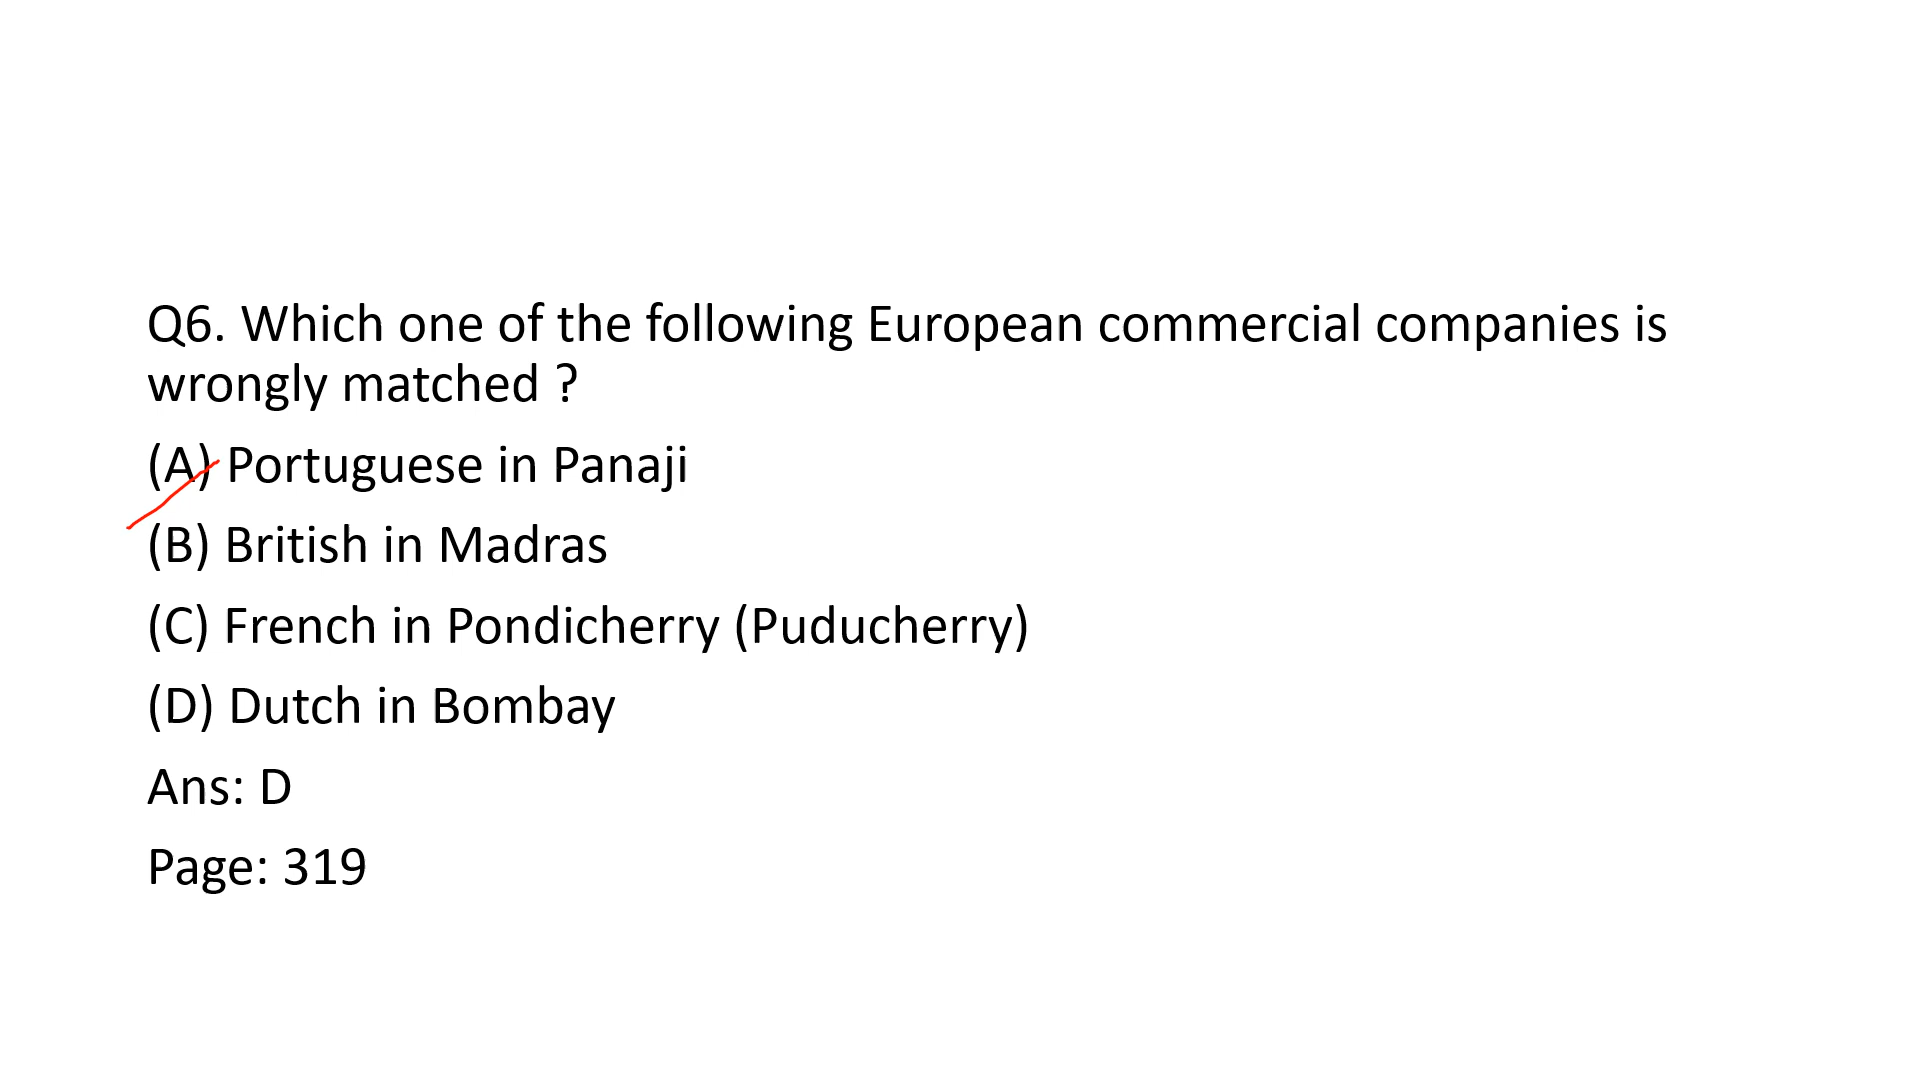 Q6. Which one of the following European commercial companies is
wrongly matched ?
(A) Portuguese in Panaji
(B) British in Madras
(C) French in Pondicherry (Puducherry)
(D) Dutch in Bombay
Ans: D
Page: 319